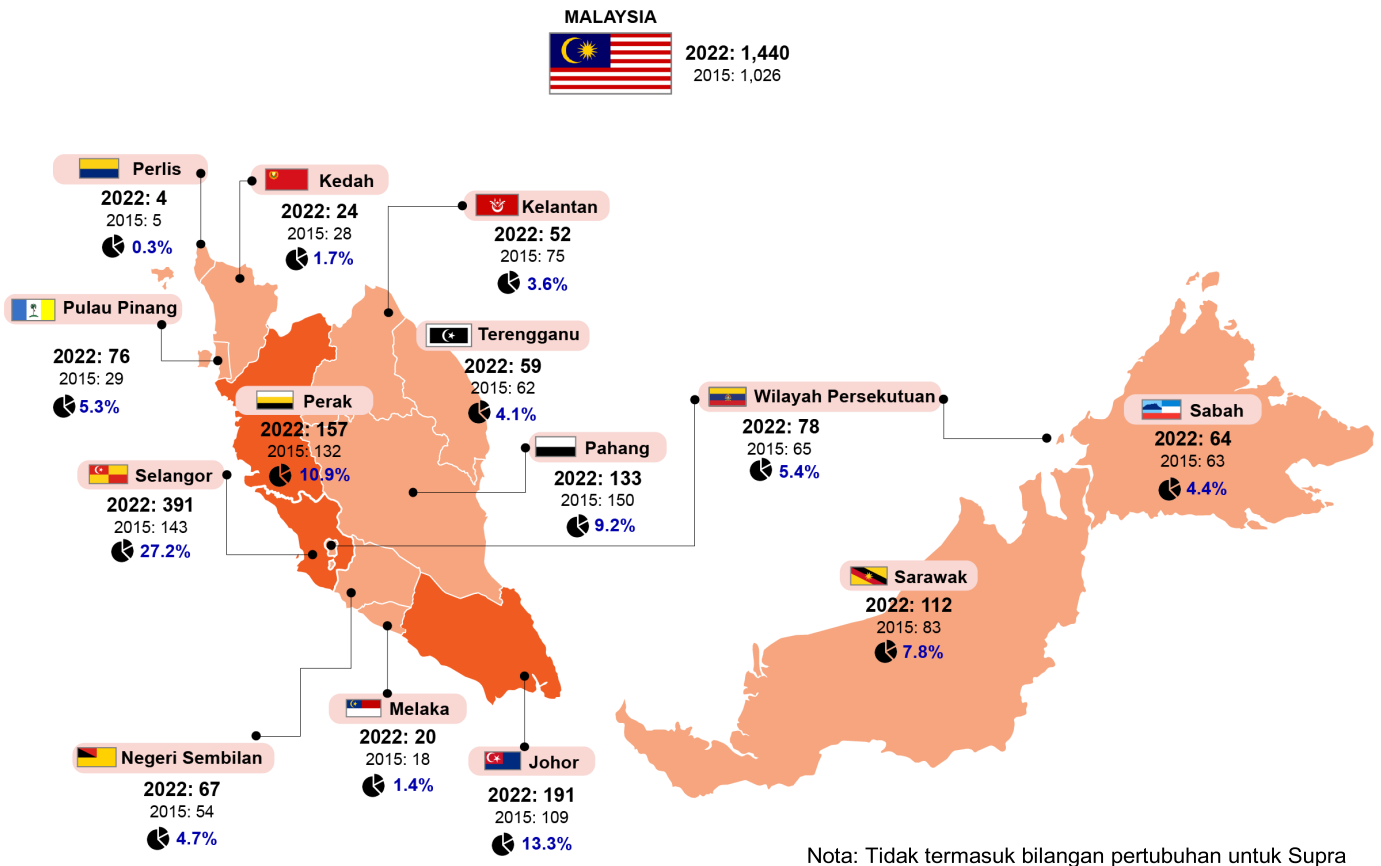 MALAYSIA
2022: 1,440
2015: 1,026
Perlis
2022: 4
2015: 5
0.3%
Kedah
2022: 24
2015: 28
1.7%
Kelantan
2022: 52
2015: 75
3.6%
Pulau Pinang
2022: 76
2015: 29
5.3%
Terengganu
2022: 59
2015: 62
4.1%
Perak
2022: 157
2015: 132
10.9%
Wilayah Persekutuan
2022: 78
2015: 65
5.4%
Sabah
2022: 64
2015: 63
4.4%
Selangor
2022: 391
2015: 143
27.2%
Pahang
2022: 133
2015: 150
9.2%
Sarawak
2022: 112
2015: 83
7.8%
Melaka
2022: 20
2015: 18
1.4%
Negeri Sembilan
2022: 67
2015: 54
4.7%
Johor
2022: 191
2015: 109
13.3%
Nota: Tidak termasuk bilangan pertubuhan untuk Supra